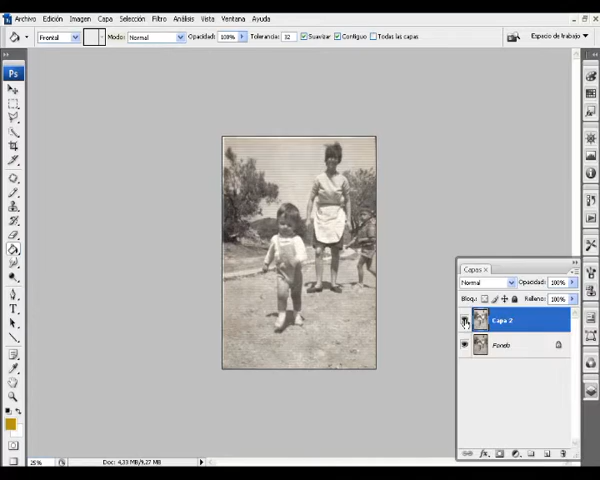 Archivo Edición Imagen Capa Selección Filtro Análisis Vista Ventana Ayuda
Frontal Modo: Normal Opacidad: 100% Tolerancia: 32 Suavizar Contiguo Todas las capas Espacio de trabajo
Ps
Capas ×
Normal Opacidad: 100%
Bloq.: Relleno: 100%
Capa 2
Fondo
25% Doc: 4,33 MB/9,27 MB